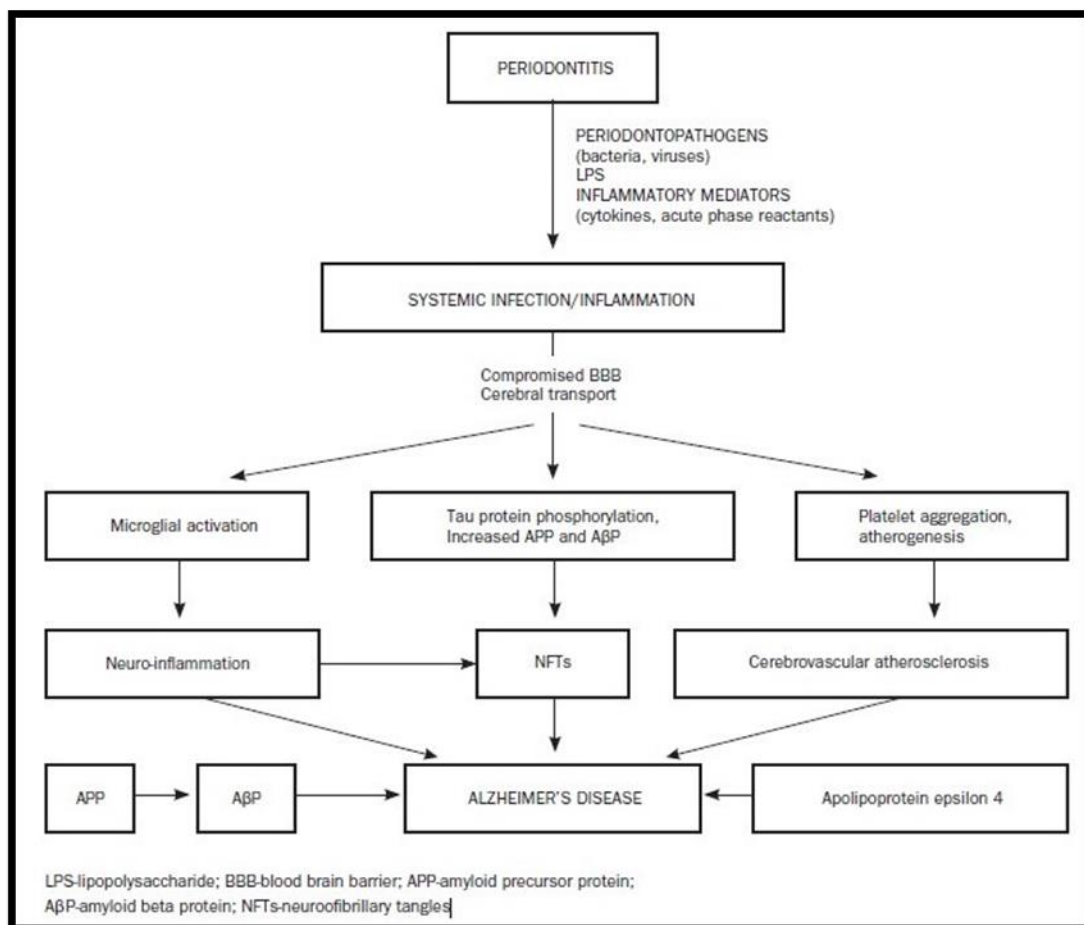 PERIODONTITIS
PERIODONTOPATHOGENS
(bacteria, viruses)
LPS
INFLAMMATORY MEDIATORS
(cytokines, acute phase reactants)
SYSTEMIC INFECTION/INFLAMMATION
Compromised BBB
Cerebral transport
Microglial activation
Tau protein phosphorylation,
Increased APP and AβP
Platelet aggregation,
atherogenesis
Neuro-inflammation
NFTs
Cerebrovascular atherosclerosis
APP
AβP
ALZHEIMER'S DISEASE
Apolipoprotein epsilon 4
LPS-lipopolysaccharide; BBB-blood brain barrier; APP-amyloid precursor protein;
AβP-amyloid beta protein; NFTs-neuroofibrillary tangles